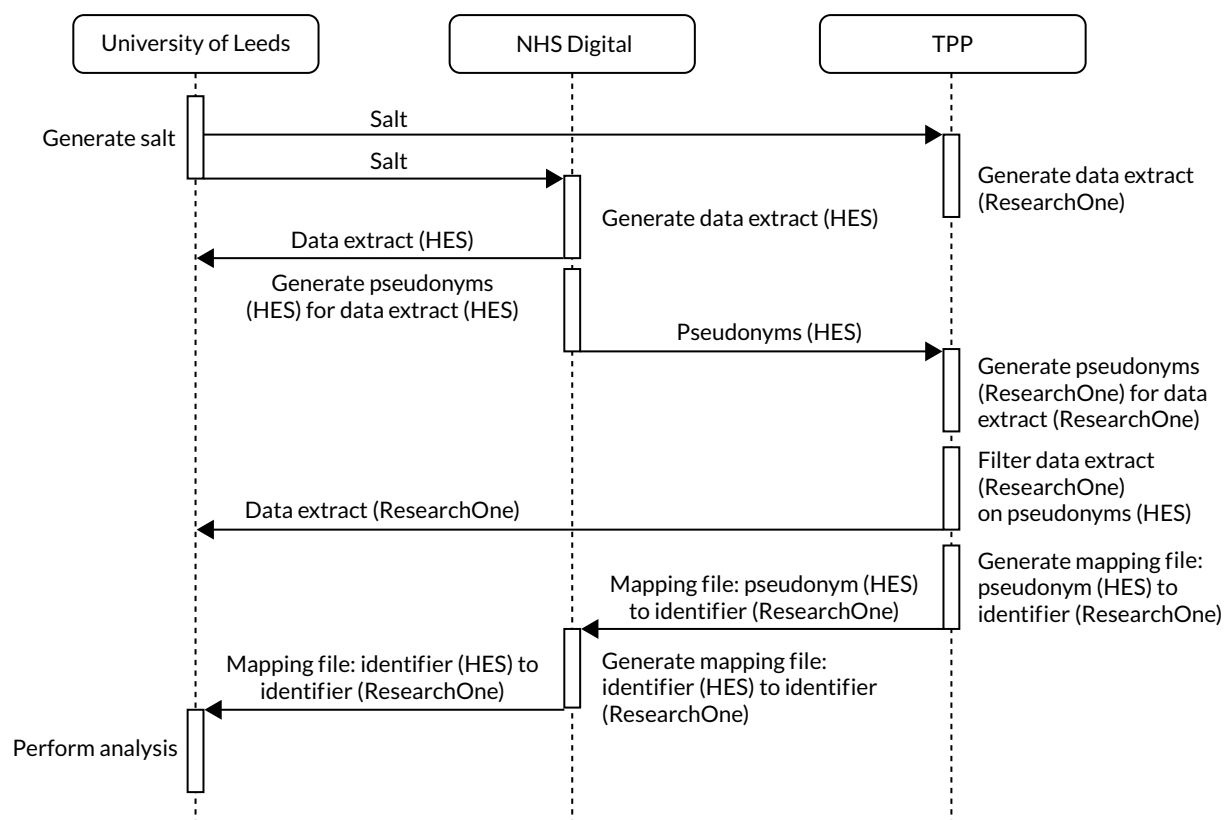 University of Leeds
NHS Digital
TPP
Salt
Generate salt
Salt
Generate data extract
(ResearchOne)
Generate data extract (HES)
Data extract (HES)
Generate pseudonyms
(HES) for data extract (HES)
Pseudonyms (HES)
Generate pseudonyms
(ResearchOne) for data
extract (ResearchOne)
Filter data extract
(ResearchOne)
on pseudonyms (HES)
Data extract (ResearchOne)
Generate mapping file:
pseudonym (HES) to
identifier (ResearchOne)
Mapping file: pseudonym (HES)
to identifier (ResearchOne)
Mapping file: identifier (HES) to
identifier (ResearchOne)
Generate mapping file:
identifier (HES) to identifier
(ResearchOne)
Perform analysis